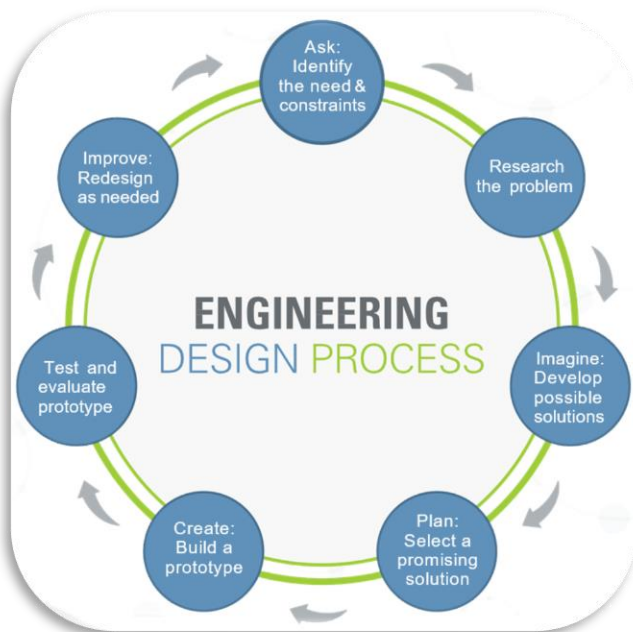 ENGINEERING
DESIGN PROCESS
Ask:
Identify
the need &
constraints
Research
the problem
Imagine:
Develop
possible
solutions
Plan:
Select a
promising
solution
Create:
Build a
prototype
Test and
evaluate
prototype
Improve:
Redesign
as needed